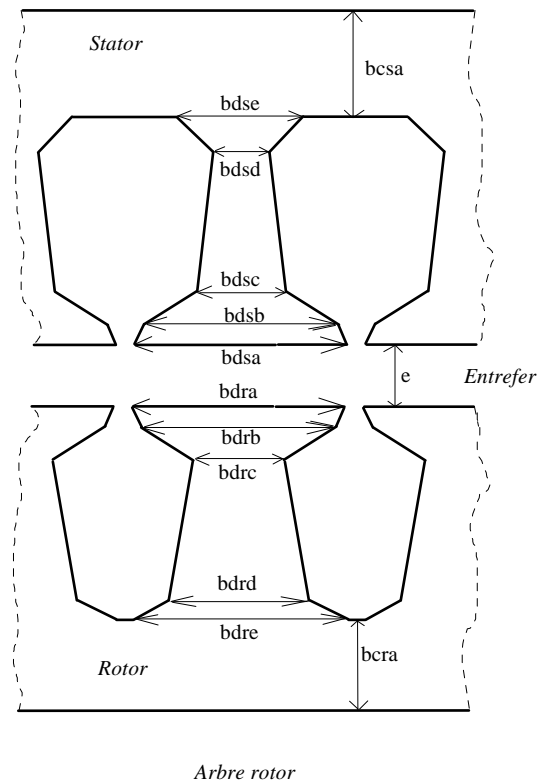 Stator
bcsa
bdse
bdsd
bdsc
bdsb
bdsa
e
Entrefer
bdra
bdrb
bdrc
bdrd
bdre
bcra
Rotor
Arbre rotor